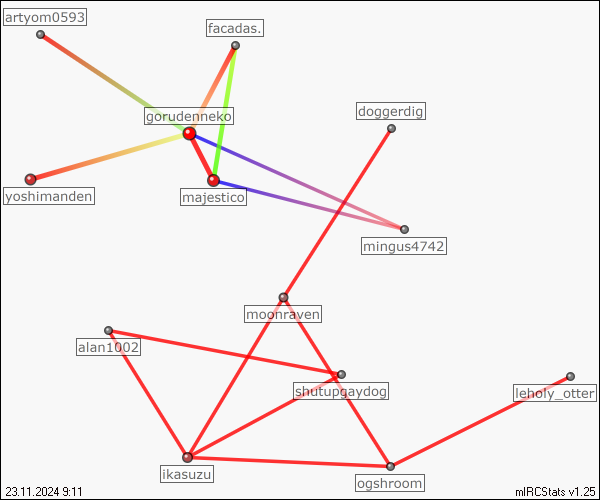 artyom0593
facadas.
gorudenneko
doggerdig
yoshimanden
majestico
mingus4742
moonraven
alan1002
shutupgaydog
leholy_otter
ikasuzu
ogshroom
23.11.2024 9:11
mIRCStats v1.25